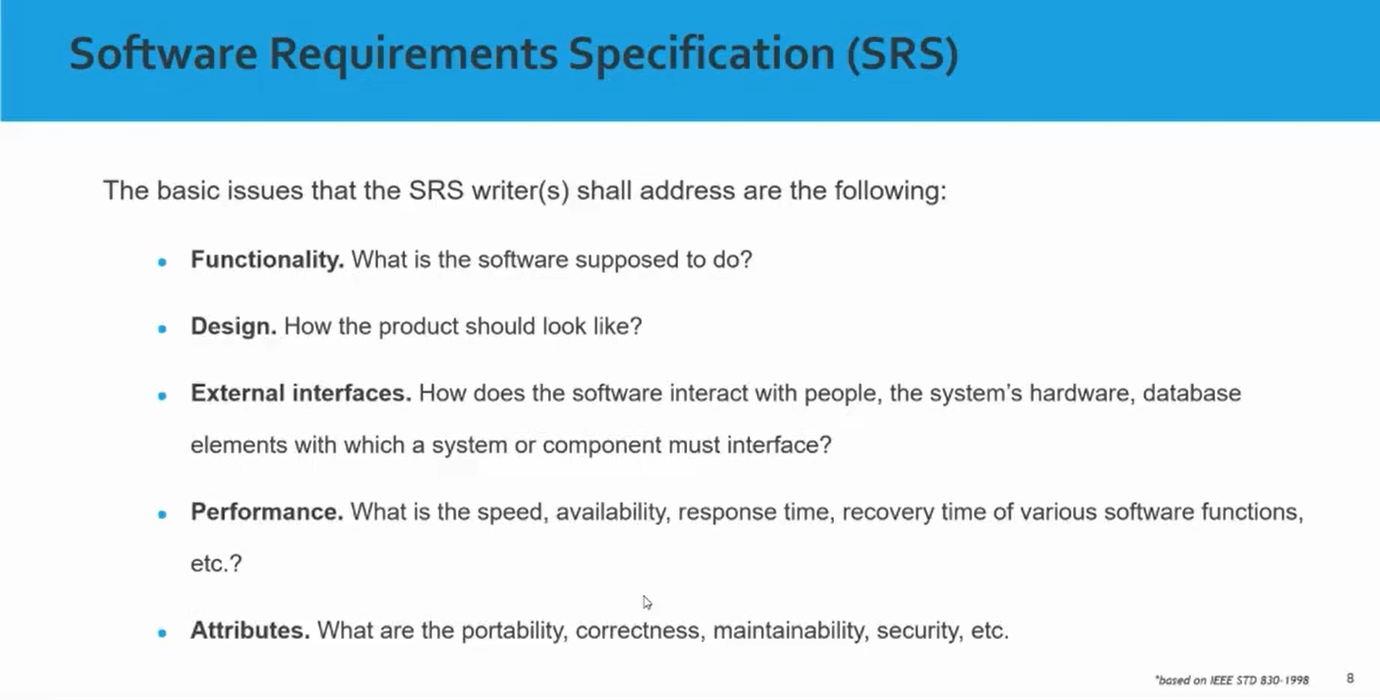 Software Requirements Specification (SRS)
The basic issues that the SRS writer(s) shall address are the following:
• Functionality. What is the software supposed to do?
• Design. How the product should look like?
• External interfaces. How does the software interact with people, the system's hardware, database
elements with which a system or component must interface?
• Performance. What is the speed, availability, response time, recovery time of various software functions,
etc.?
• Attributes. What are the portability, correctness, maintainability, security, etc.
*based on IEEE STD 830-1998
8